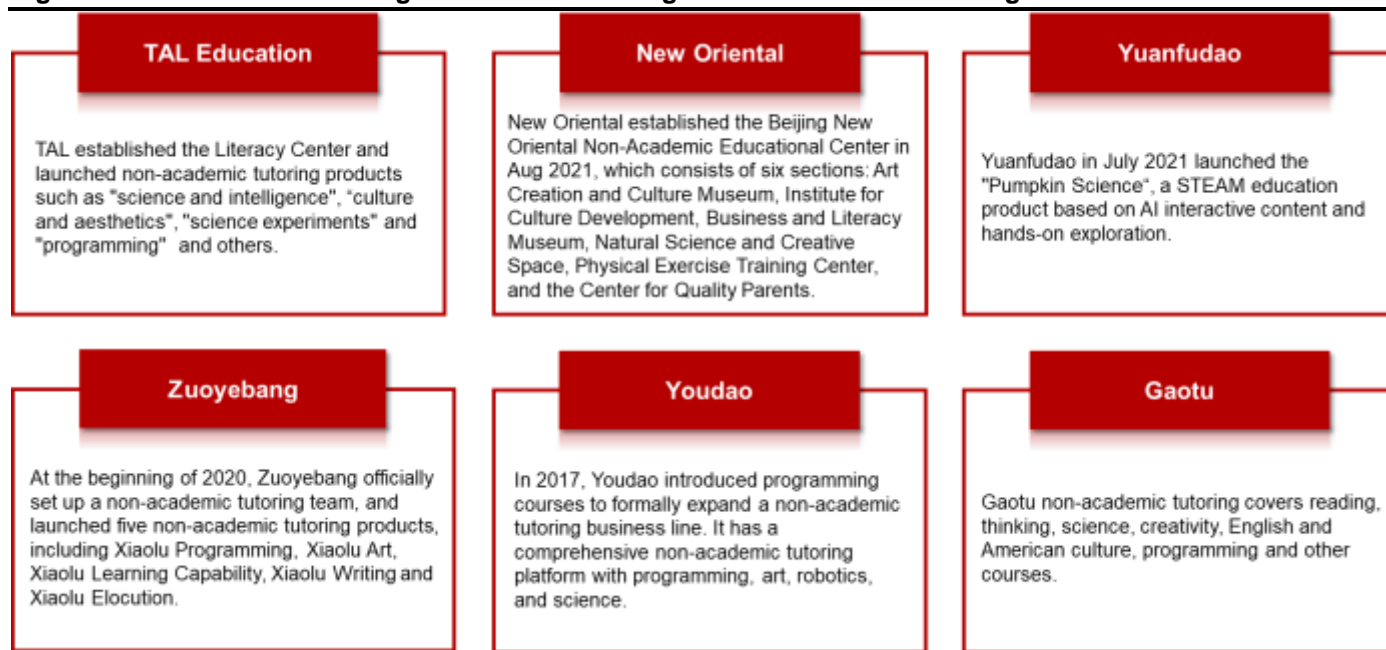 TAL Education
TAL established the Literacy Center and
launched non-academic tutoring products
such as "science and intelligence", “culture
and aesthetics", "science experiments" and
"programming" and others.
New Oriental
New Oriental established the Beijing New
Oriental Non-Academic Educational Center in
Aug 2021, which consists of six sections: Art
Creation and Culture Museum, Institute for
Culture Development, Business and Literacy
Museum, Natural Science and Creative
Space, Physical Exercise Training Center,
and the Center for Quality Parents.
Yuanfudao
Yuanfudao in July 2021 launched the
"Pumpkin Science“, a STEAM education
product based on AI interactive content and
hands-on exploration.
Zuoyebang
At the beginning of 2020, Zuoyebang officially
set up a non-academic tutoring team, and
launched five non-academic tutoring products,
including Xiaolu Programming, Xiaolu Art,
Xiaolu Learning Capability, Xiaolu Writing and
Xiaolu Elocution.
Youdao
In 2017, Youdao introduced programming
courses to formally expand a non-academic
tutoring business line. It has a
comprehensive non-academic tutoring
platform with programming, art, robotics,
and science.
Gaotu
Gaotu non-academic tutoring covers reading,
thinking, science, creativity, English and
American culture, programming and other
courses.